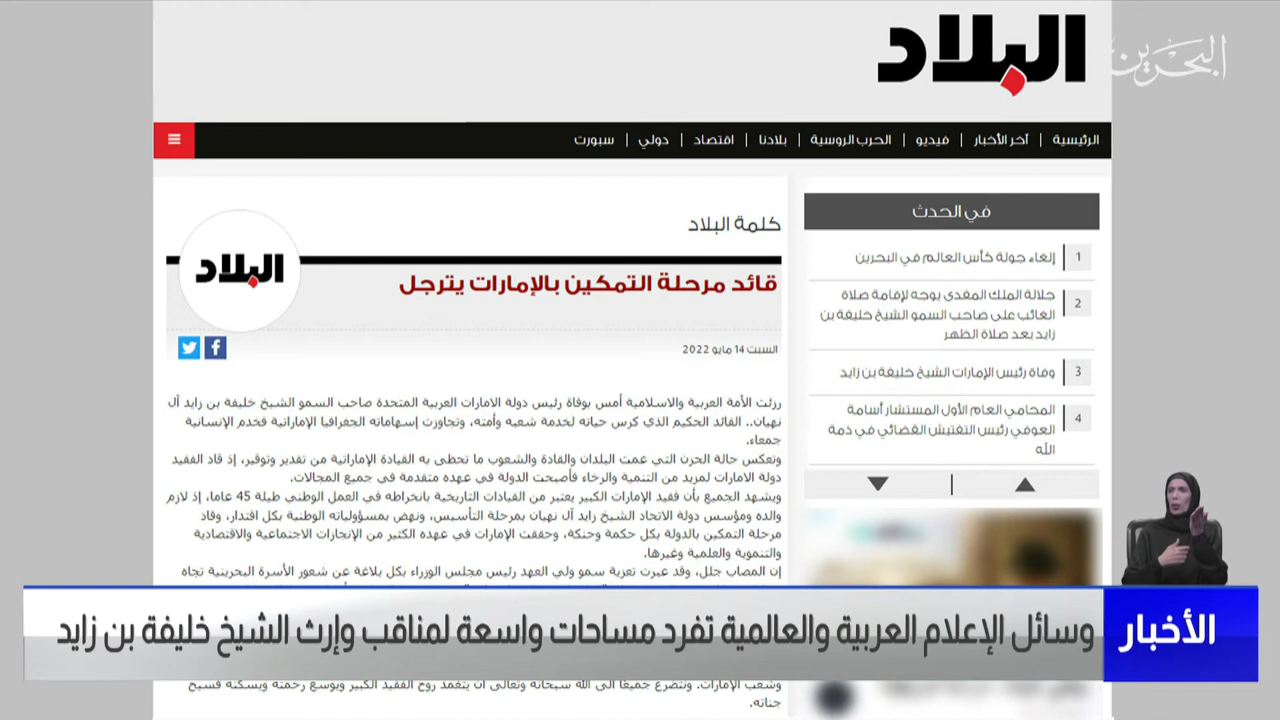 البلاد
البحرين
الرئيسية | آخر الأخبار | فيديو | الحرب الروسية | بلادنا | اقتصاد | دولي | سبورت
في الحدث
1 إلغاء جولة كأس العالم في البحرين
2 جلالة الملك المفدى يوجه لإقامة صلاة
الغائب على صاحب السمو الشيخ خليفة بن
زايد بعد صلاة الظهر
3 وفاة رئيس الإمارات الشيخ خليفة بن زايد
4 المحامي العام الأول المستشار أسامة
العوفي رئيس التفتيش القضائي في ذمة
الله
كلمة البلاد
البلاد
قائد مرحلة التمكين بالإمارات يترجل
السبت 14 مايو 2022
رزئت الأمة العربية والاسلامية أمس بوفاة رئيس دولة الامارات العربية المتحدة صاحب السمو الشيخ خليفة بن زايد آل
نهيان.. القائد الحكيم الذي كرس حياته لخدمة شعبه وأمته، وتجاوزت إسهاماته الجغرافيا الإماراتية فخدم الإنسانية
جمعاء.
وتعكس حالة الحزن التي عمت البلدان والقادة والشعوب ما تحظى به القيادة الإماراتية من تقدير وتوقير، إذ قاد الفقيد
دولة الامارات لمزيد من التنمية والرخاء فأصبحت الدولة في عهده متقدمة في جميع المجالات.
ويشهد الجميع بأن فقيد الإمارات الكبير يعتبر من القيادات التاريخية بانخراطه في العمل الوطني طيلة 45 عاما، إذ لازم
والده ومؤسس دولة الاتحاد الشيخ زايد آل نهيان بمرحلة التأسيس، ونهض بمسؤولياته الوطنية بكل اقتدار، وقاد
مرحلة التمكين بالدولة بكل حكمة وحنكة، وحققت الإمارات في عهده الكثير من الإنجازات الاجتماعية والاقتصادية
والتنموية والعلمية وغيرها.
إن المصاب جلل، وقد عبرت تعزية سمو ولي العهد رئيس مجلس الوزراء بكل بلاغة عن شعور الأسرة البحرينية تجاه
الأخبار
وسائل الإعلام العربية والعالمية تفرد مساحات واسعة لمناقب وإرث الشيخ خليفة بن زايد
وشعب الإمارات. ونتضرع جميعًا الى الله سبحانه وتعالى أن يتغمد روح الفقيد الكبير بواسع رحمته ويسكنه فسيح
جناته.